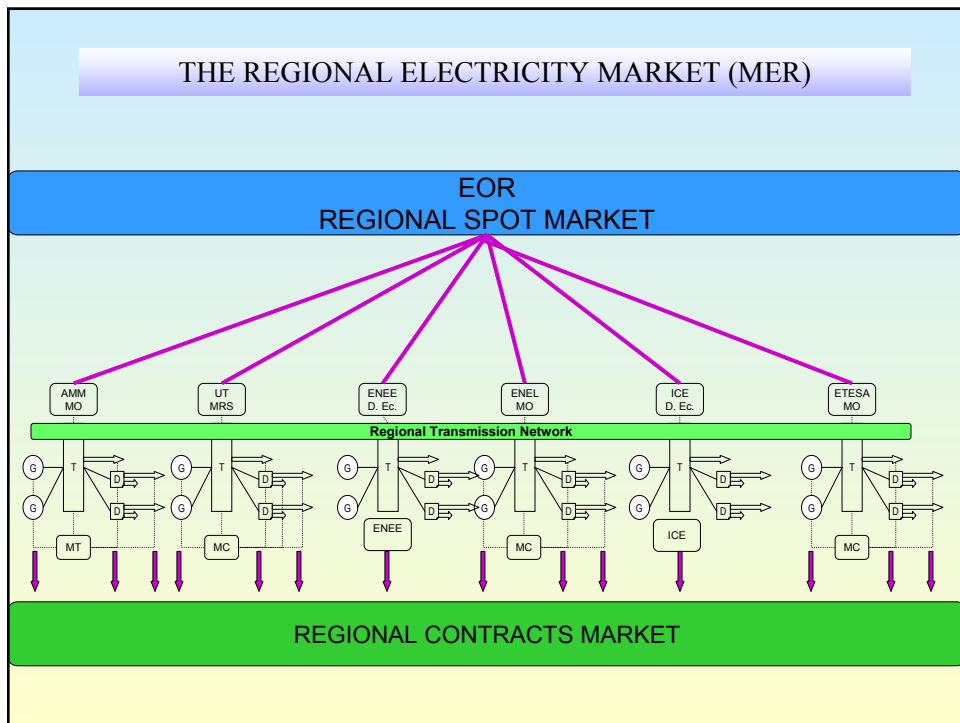 THE REGIONAL ELECTRICITY MARKET (MER)
EOR
REGIONAL SPOT MARKET
AMM
MO
UT
MRS
ENEE
D. Ec.
ENEL
MO
ICE
D. Ec.
ETESA
MO
Regional Transmission Network
G
T
D
G
D
MT
G
T
D
G
D
MC
G
T
D
G
D
ENEE
G
T
D
G
D
MC
G
T
D
G
D
ICE
G
T
D
G
D
MC
REGIONAL CONTRACTS MARKET